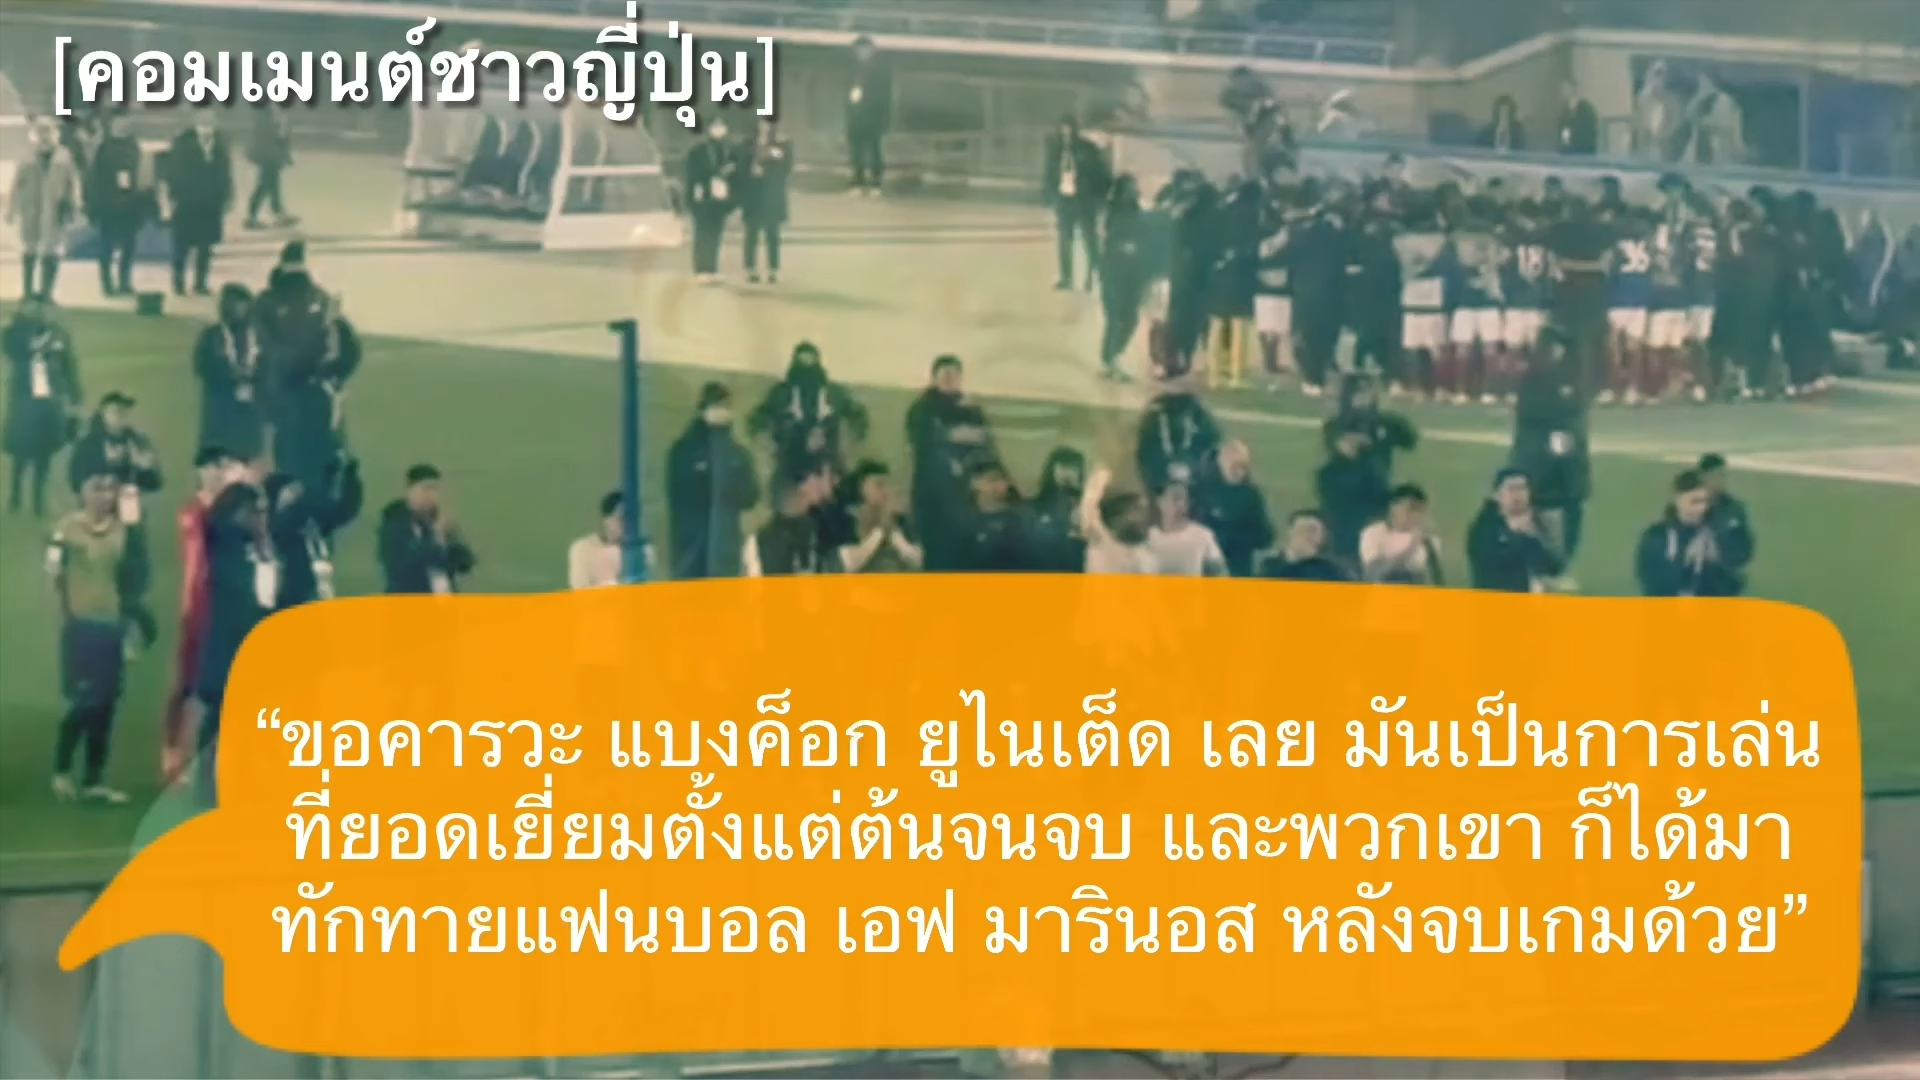 [คอมเมนต์ชาวญี่ปุ่น]
18
36
“ขอคารวะ แบงค็อก ยูไนเต็ด เลย มันเป็นการเล่น
ที่ยอดเยี่ยมตั้งแต่ต้นจนจบ และพวกเขา ก็ได้มา
ทักทายแฟนบอล เอฟ มารินอส หลังจบเกมด้วย”